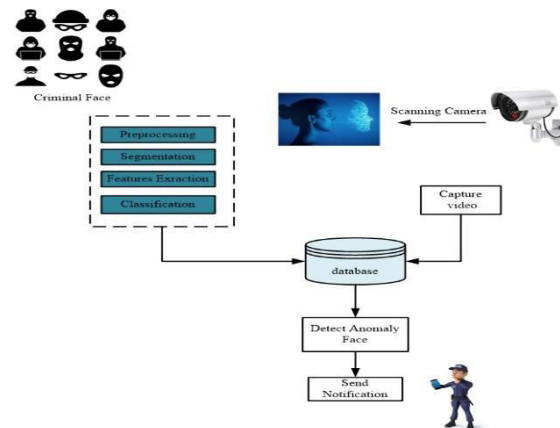 Criminal Face
Scanning Camera
Preprocessing
Segmentation
Features Exraction
Classification
Capture
video
database
Detect Anomaly
Face
Send
Notification